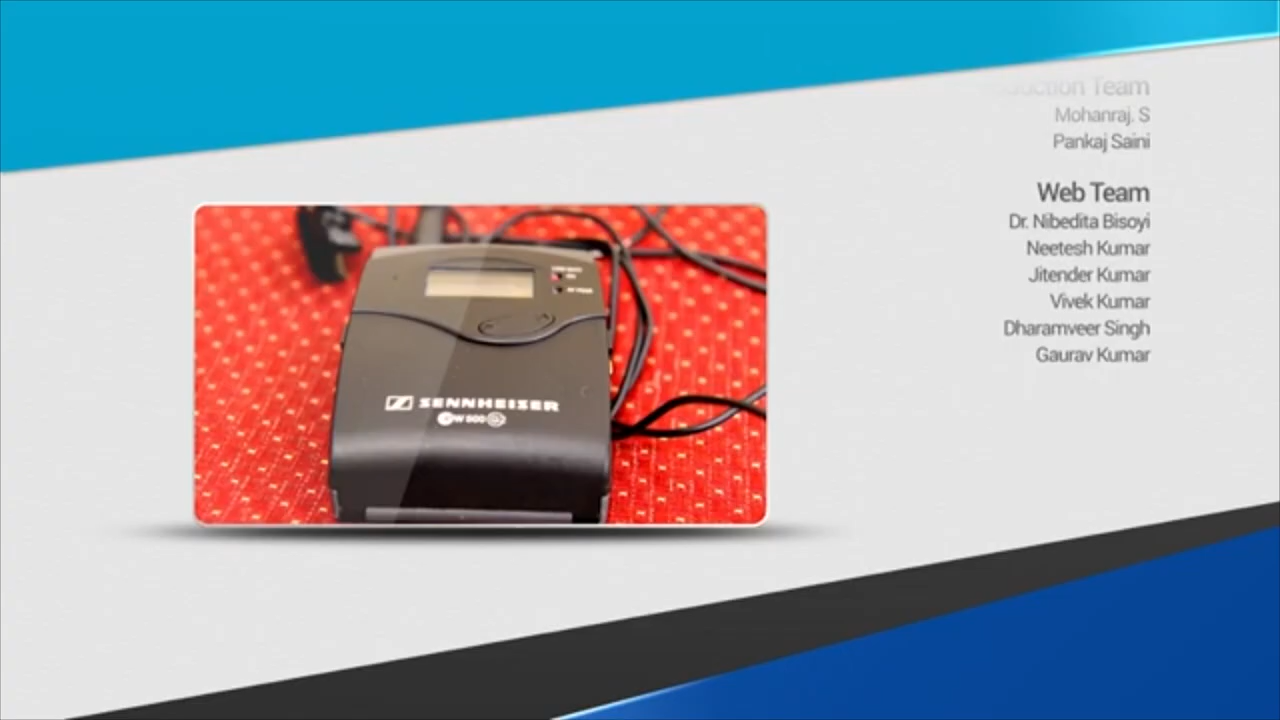 Team
Mohanraj. S
Pankaj Saini
Web Team
Dr. Nibedita Bisoyi
Neetesh Kumar
Jitender Kumar
Vivek Kumar
Dharamveer Singh
Gaurav Kumar
SENNHEISER